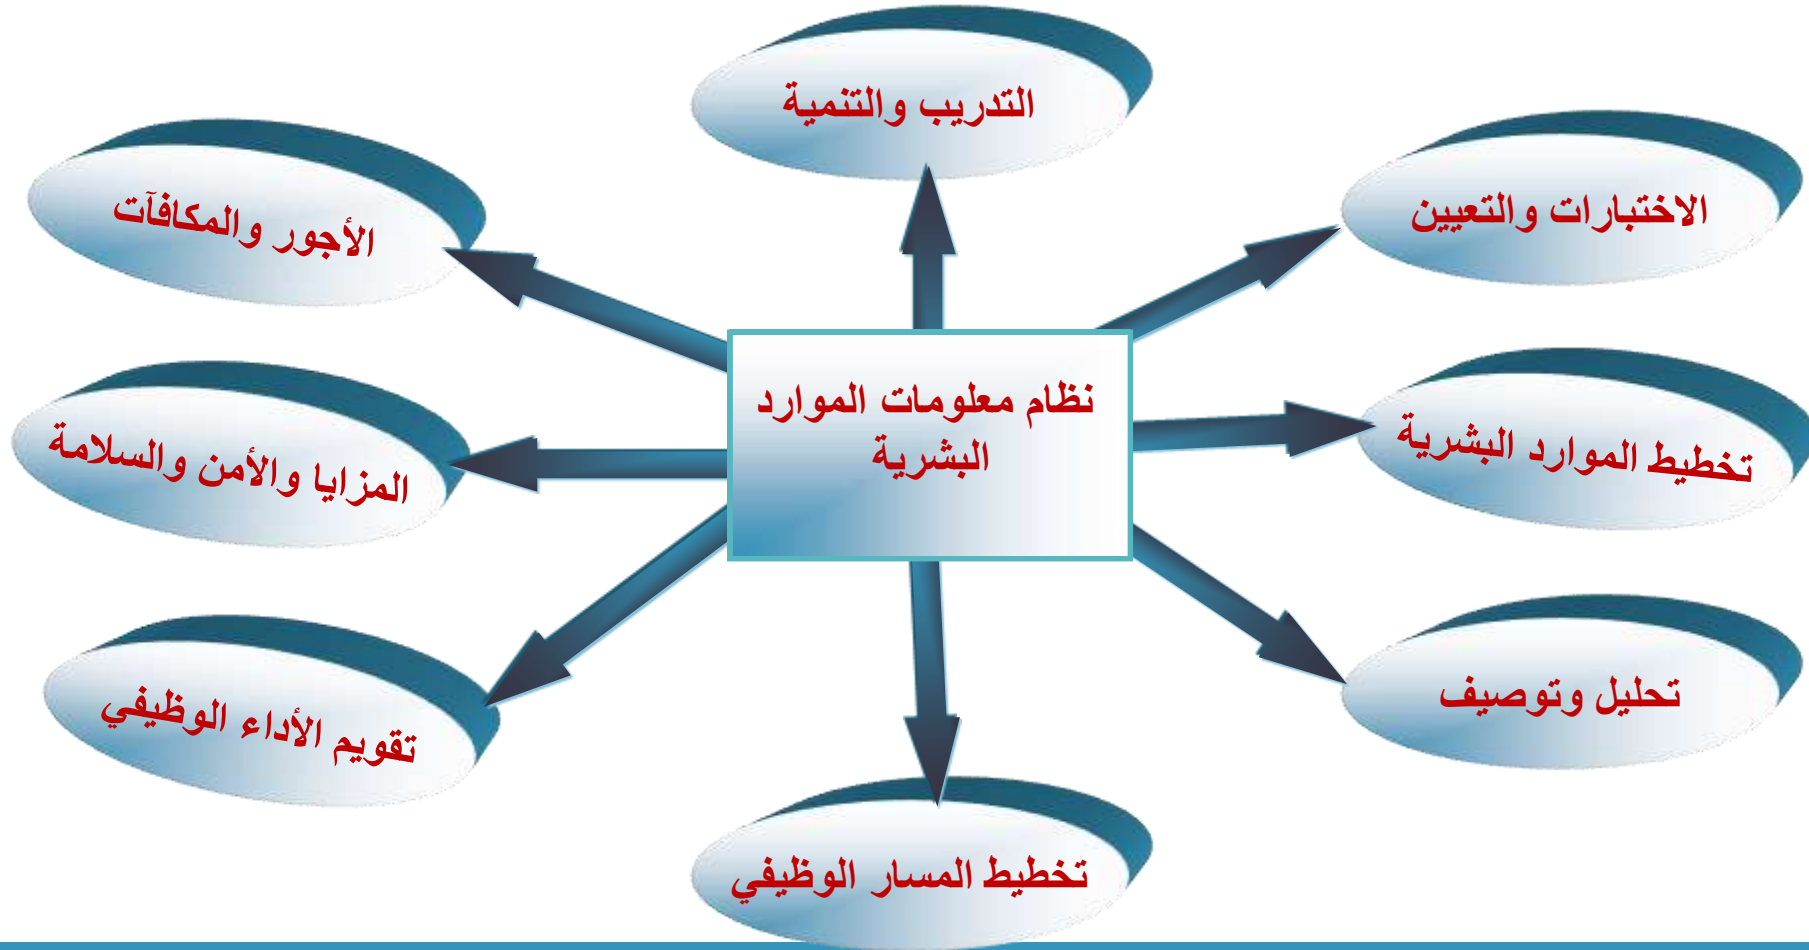 التدريب والتنمية
الاختبارات والتعيين
الأجور والمكافآت
نظام معلومات الموارد
البشرية
تخطيط الموارد البشرية
المزايا والأمن والسلامة
تحليل وتوصيف
تقويم الأداء الوظيفي
تخطيط المسار الوظيفي